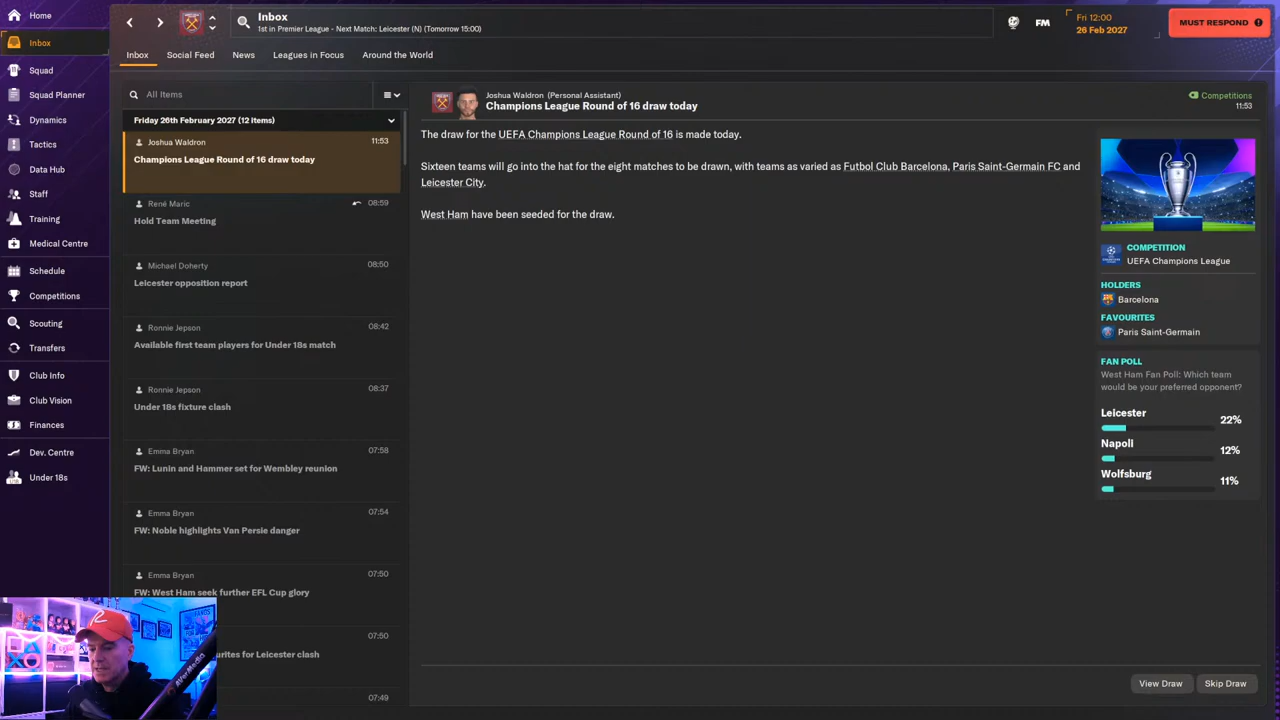 Home
Inbox
Squad
Squad Planner
Dynamics
Tactics
Data Hub
Staff
Training
Medical Centre
Schedule
Competitions
Scouting
Transfers
Club Info
Club Vision
Finances
Dev. Centre
Under 18s
Inbox
1st in Premier League - Next Match: Leicester (N) (Tomorrow 15:00)
FM
Fri 12:00
26 Feb 2027
MUST RESPOND
Inbox Social Feed News Leagues in Focus Around the World
All Items
Friday 26th February 2027 (12 items)
Joshua Waldron 11:53
Champions League Round of 16 draw today
René Maric 08:59
Hold Team Meeting
Michael Doherty 08:50
Leicester opposition report
Ronnie Jepson 08:42
Available first team players for Under 18s match
Ronnie Jepson 08:37
Under 18s fixture clash
Emma Bryan 07:58
FW: Lunin and Hammer set for Wembley reunion
Emma Bryan 07:54
FW: Noble highlights Van Persie danger
Emma Bryan 07:50
FW: West Ham seek further EFL Cup glory
07:50
urites for Leicester clash
07:49
Joshua Waldron (Personal Assistant)
Champions League Round of 16 draw today
Competitions
11:53
The draw for the UEFA Champions League Round of 16 is made today.
Sixteen teams will go into the hat for the eight matches to be drawn, with teams as varied as Futbol Club Barcelona, Paris Saint-Germain FC and
Leicester City.
West Ham have been seeded for the draw.
COMPETITION
UEFA Champions League
HOLDERS
Barcelona
FAVOURITES
Paris Saint-Germain
FAN POLL
West Ham Fan Poll: Which team
would be your preferred opponent?
Leicester 22%
Napoli 12%
Wolfsburg 11%
View Draw Skip Draw
AVerMedia